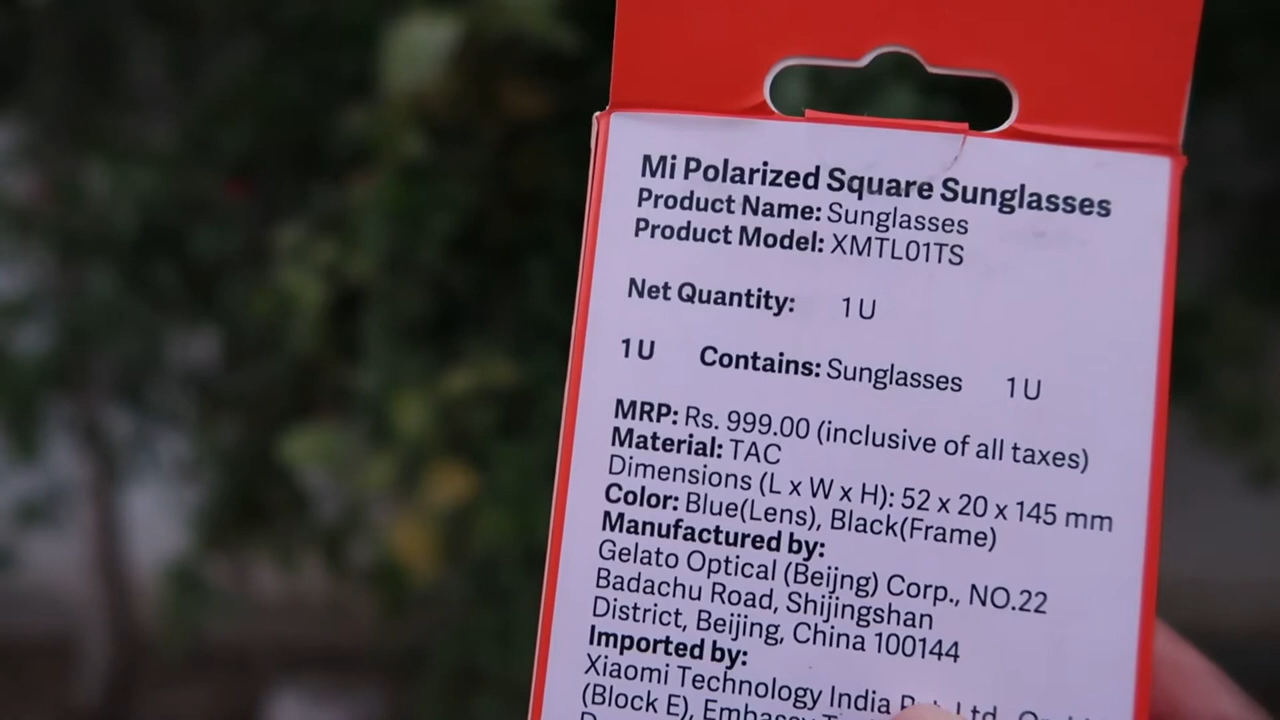 Mi Polarized Square Sunglasses
Product Name: Sunglasses
Product Model: XMTL01TS
Net Quantity: 1 U
1 U Contains: Sunglasses 1 U
MRP: Rs. 999.00 (inclusive of all taxes)
Material: TAC
Dimensions (L x W x H): 52 x 20 x 145 mm
Color: Blue(Lens), Black(Frame)
Manufactured by:
Gelato Optical (Beijng) Corp., NO.22
Badachu Road, Shijingshan
District, Beijing, China 100144
Imported by:
Xiaomi Technology India Ltd.
(Block E), Embassy